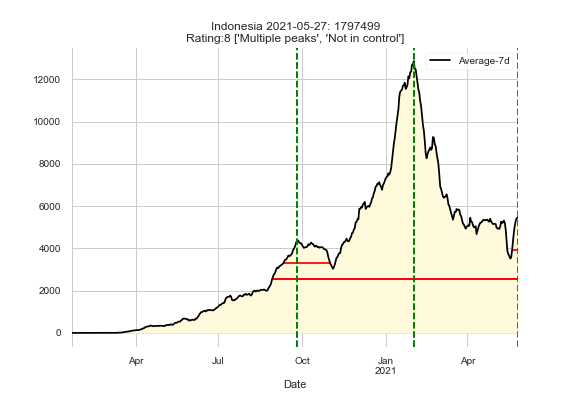 Indonesia 2021-05-27: 1797499
Rating:8 ['Multiple peaks', 'Not in control']
Average-7d
12000
10000
8000
6000
4000
2000
0
Apr Jul Oct Jan Apr
2021
Date